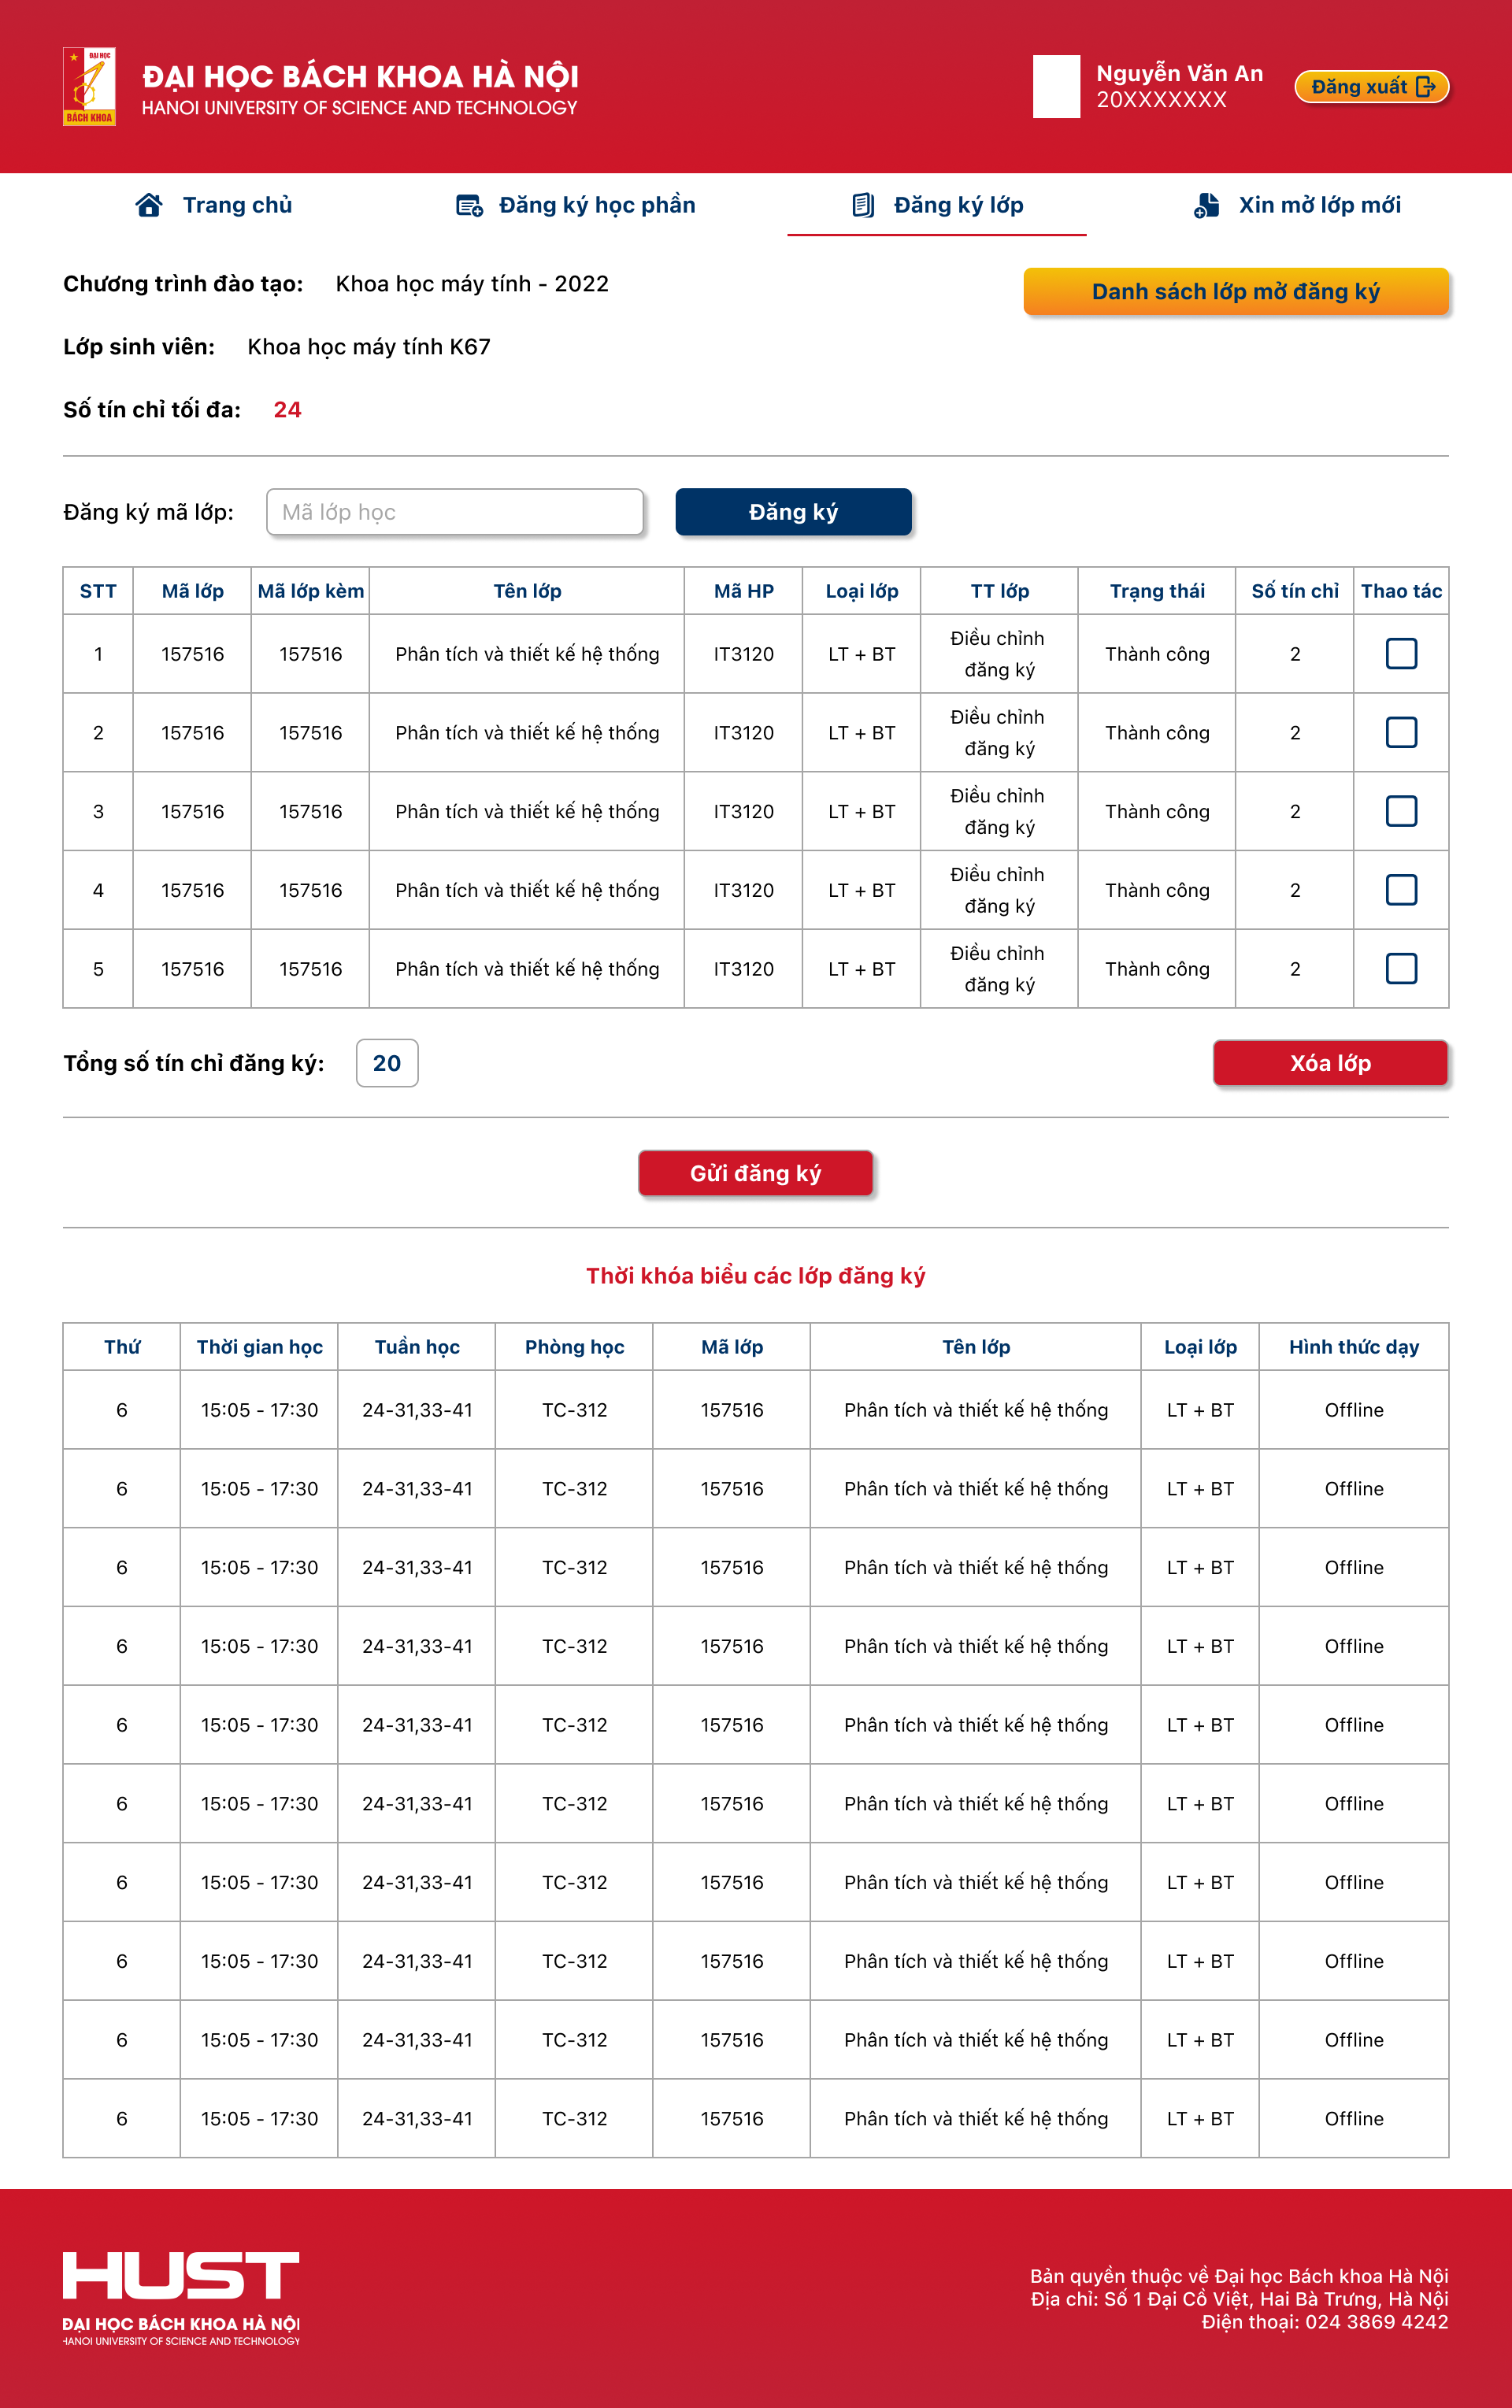 ĐẠI HỌC
BÁCH KHOA
ĐẠI HỌC BÁCH KHOA HÀ NỘI
HANOI UNIVERSITY OF SCIENCE AND TECHNOLOGY
Nguyễn Văn An
20XXXXXXX
Đăng xuất
Trang chủ Đăng ký học phần Đăng ký lớp Xin mở lớp mới
Chương trình đào tạo: Khoa học máy tính - 2022
Danh sách lớp mở đăng ký
Lớp sinh viên: Khoa học máy tính K67
Số tín chỉ tối đa: 24
Đăng ký mã lớp: Mã lớp học Đăng ký
STT Mã lớp Mã lớp kèm Tên lớp Mã HP Loại lớp TT lớp Trạng thái Số tín chỉ Thao tác
1 157516 157516 Phân tích và thiết kế hệ thống IT3120 LT + BT Điều chỉnh đăng ký Thành công 2
2 157516 157516 Phân tích và thiết kế hệ thống IT3120 LT + BT Điều chỉnh đăng ký Thành công 2
3 157516 157516 Phân tích và thiết kế hệ thống IT3120 LT + BT Điều chỉnh đăng ký Thành công 2
4 157516 157516 Phân tích và thiết kế hệ thống IT3120 LT + BT Điều chỉnh đăng ký Thành công 2
5 157516 157516 Phân tích và thiết kế hệ thống IT3120 LT + BT Điều chỉnh đăng ký Thành công 2
Tổng số tín chỉ đăng ký: 20 Xóa lớp
Gửi đăng ký
Thời khóa biểu các lớp đăng ký
Thứ Thời gian học Tuần học Phòng học Mã lớp Tên lớp Loại lớp Hình thức dạy
6 15:05 - 17:30 24-31,33-41 TC-312 157516 Phân tích và thiết kế hệ thống LT + BT Offline
6 15:05 - 17:30 24-31,33-41 TC-312 157516 Phân tích và thiết kế hệ thống LT + BT Offline
6 15:05 - 17:30 24-31,33-41 TC-312 157516 Phân tích và thiết kế hệ thống LT + BT Offline
6 15:05 - 17:30 24-31,33-41 TC-312 157516 Phân tích và thiết kế hệ thống LT + BT Offline
6 15:05 - 17:30 24-31,33-41 TC-312 157516 Phân tích và thiết kế hệ thống LT + BT Offline
6 15:05 - 17:30 24-31,33-41 TC-312 157516 Phân tích và thiết kế hệ thống LT + BT Offline
6 15:05 - 17:30 24-31,33-41 TC-312 157516 Phân tích và thiết kế hệ thống LT + BT Offline
6 15:05 - 17:30 24-31,33-41 TC-312 157516 Phân tích và thiết kế hệ thống LT + BT Offline
6 15:05 - 17:30 24-31,33-41 TC-312 157516 Phân tích và thiết kế hệ thống LT + BT Offline
6 15:05 - 17:30 24-31,33-41 TC-312 157516 Phân tích và thiết kế hệ thống LT + BT Offline
HUST
ĐẠI HỌC BÁCH KHOA HÀ NỘI
HANOI UNIVERSITY OF SCIENCE AND TECHNOLOGY
Bản quyền thuộc về Đại học Bách khoa Hà Nội
Địa chỉ: Số 1 Đại Cồ Việt, Hai Bà Trưng, Hà Nội
Điện thoại: 024 3869 4242